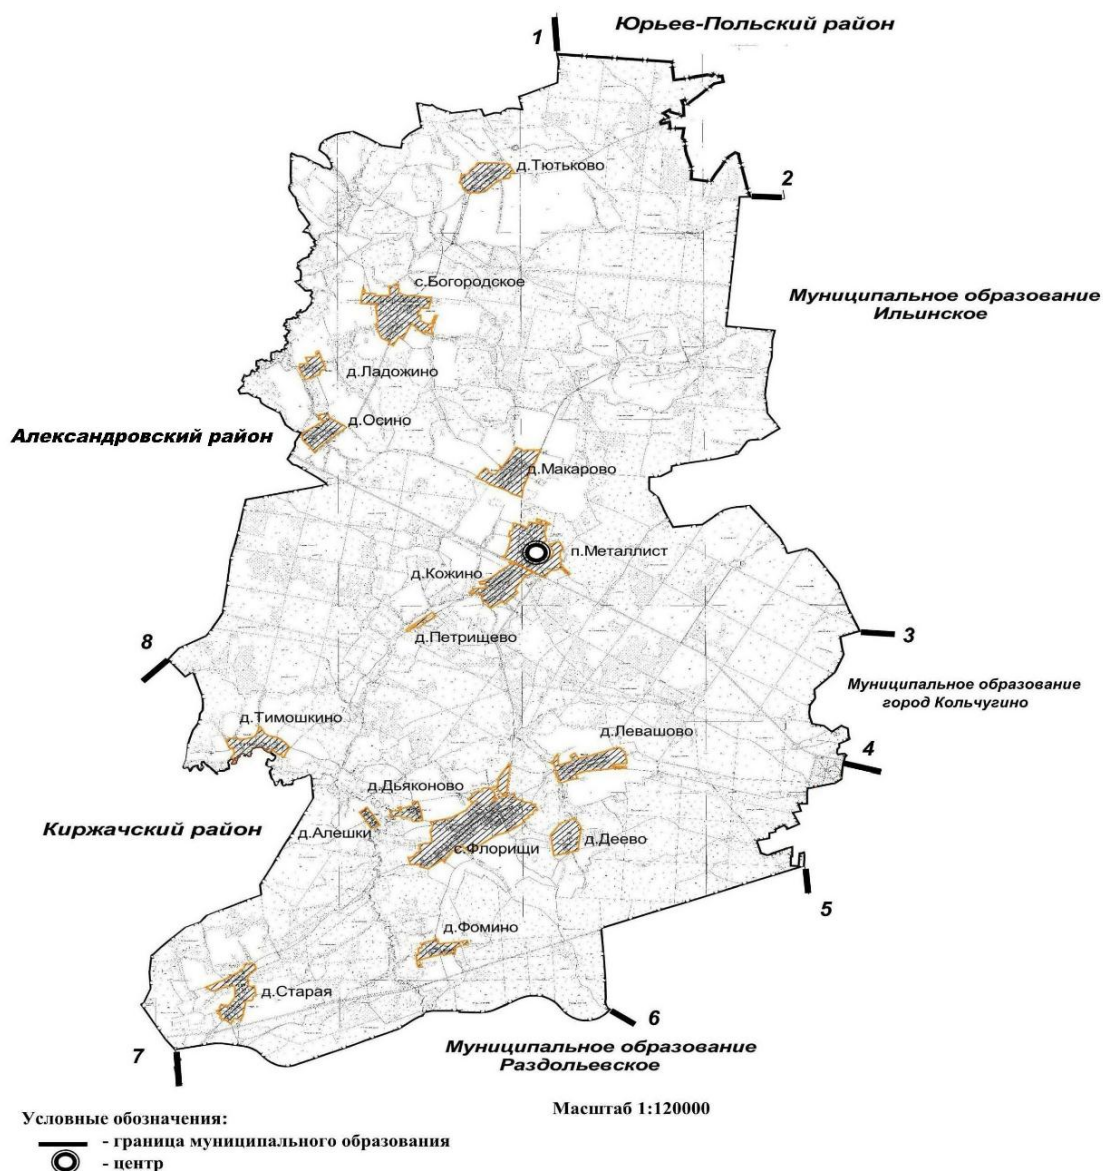 Юрьев-Польский район
1
д.Тютьково
2
с.Богородское
Муниципальное образование
Ильинское
д.Ладожино
д.Осино
Александровский район
д.Макарово
п.Металлист
д.Кожино
д.Петрищево
3
8
Муниципальное образование
город Кольчугино
д.Тимошкино
д.Левашово
4
д.Дьяконово
Киржачский район
д.Алешки
д.Деево
с.Флорищи
5
д.Фомино
д.Старая
6
7
Муниципальное образование
Раздольевское
Масштаб 1:120000
Условные обозначения:
- граница муниципального образования
- центр